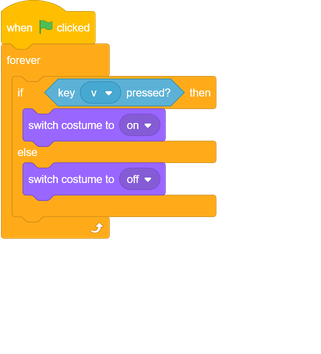 when clicked
forever
if key v pressed? then
switch costume to on
else
switch costume to off